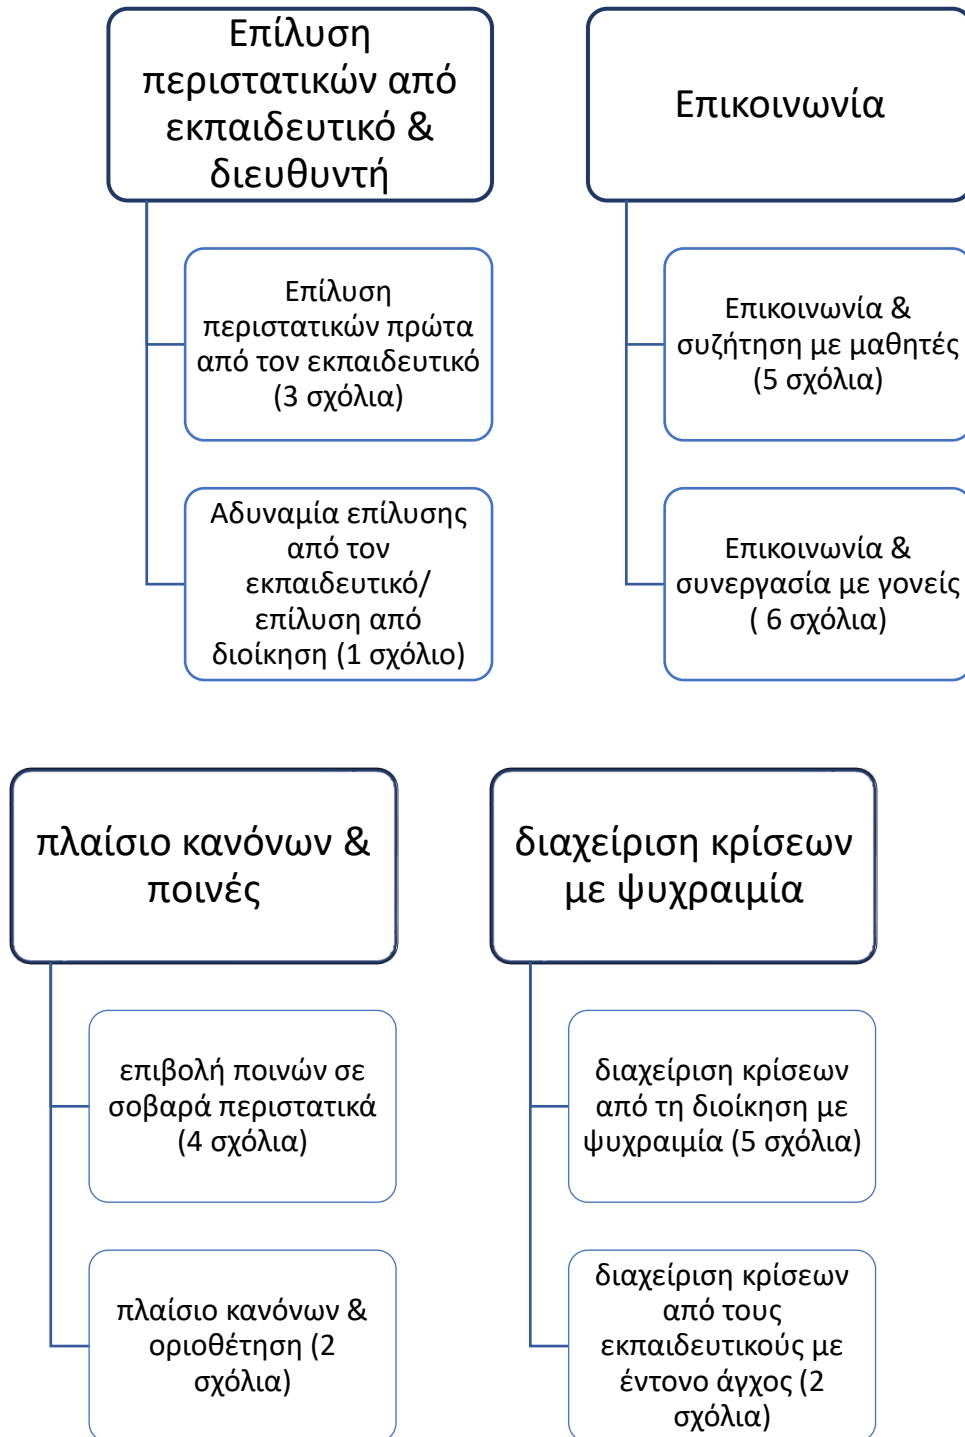 Επίλυση
περιστατικών από
εκπαιδευτικό &
διευθυντή
Επίλυση
περιστατικών πρώτα
από τον εκπαιδευτικό
(3 σχόλια)
Αδυναμία επίλυσης
από τον
εκπαιδευτικό/
επίλυση από
διοίκηση (1 σχόλιο)
Επικοινωνία
Επικοινωνία &
συζήτηση με μαθητές
(5 σχόλια)
Επικοινωνία &
συνεργασία με γονείς
( 6 σχόλια)
πλαίσιο κανόνων &
ποινές
επιβολή ποινών σε
σοβαρά περιστατικά
(4 σχόλια)
πλαίσιο κανόνων &
οριοθέτηση (2
σχόλια)
διαχείριση κρίσεων
με ψυχραιμία
διαχείριση κρίσεων
από τη διοίκηση με
ψυχραιμία (5 σχόλια)
διαχείριση κρίσεων
από τους
εκπαιδευτικούς με
έντονο άγχος (2
σχόλια)